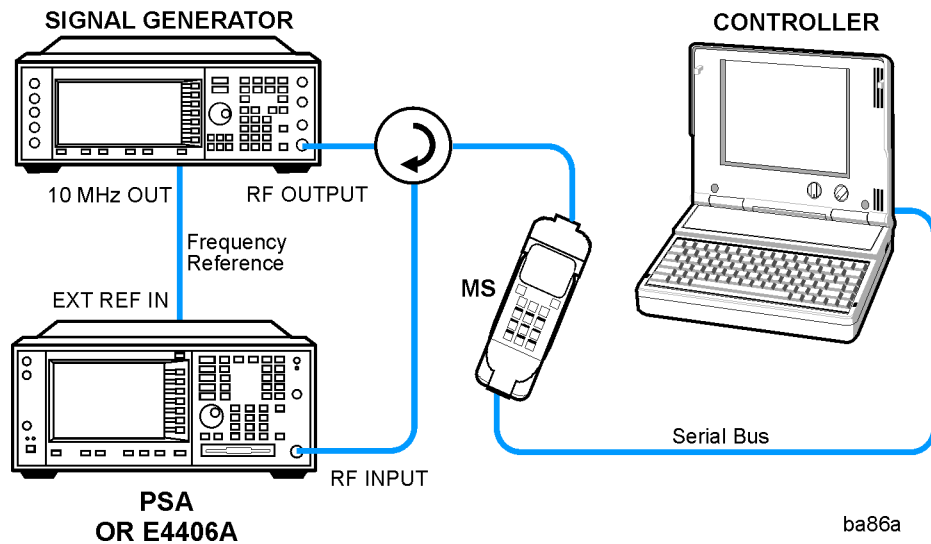 SIGNAL GENERATOR
CONTROLLER
10 MHz OUT
RF OUTPUT
Frequency
Reference
EXT REF IN
MS
Serial Bus
RF INPUT
PSA
OR E4406A
ba86a